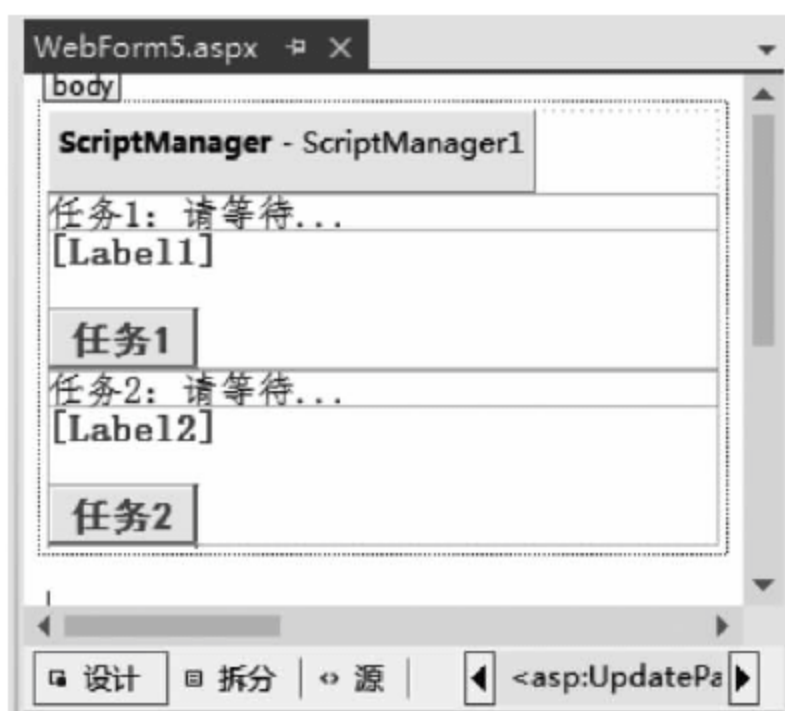 WebForm5.aspx
body
ScriptManager - ScriptManager1
任务1: 请等待...
[Label1]
任务1
任务2: 请等待...
[Label2]
任务2
设计 拆分 源 <asp:UpdatePa